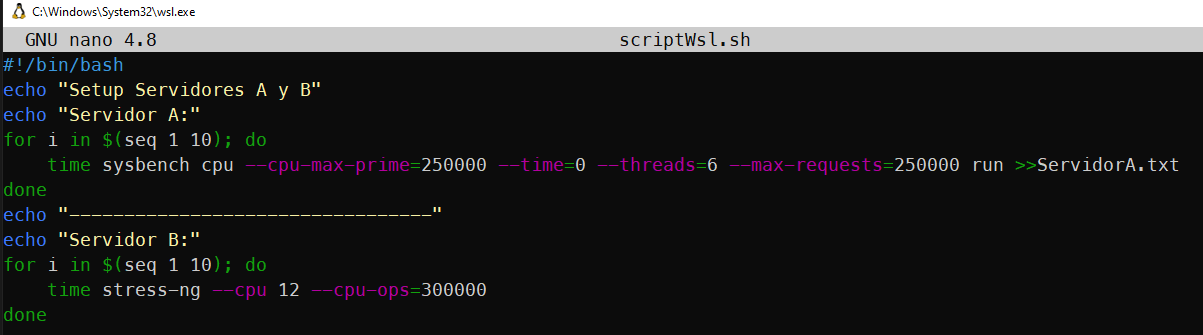 C:\Windows\System32\wsl.exe
GNU nano 4.8 scriptWsl.sh
#!/bin/bash
echo "Setup Servidores A y B"
echo "Servidor A:"
for i in $(seq 1 10); do
    time sysbench cpu --cpu-max-prime=250000 --time=0 --threads=6 --max-requests=250000 run >>ServidorA.txt
done
echo "---------------------------------"
echo "Servidor B:"
for i in $(seq 1 10); do
    time stress-ng --cpu 12 --cpu-ops=300000
done